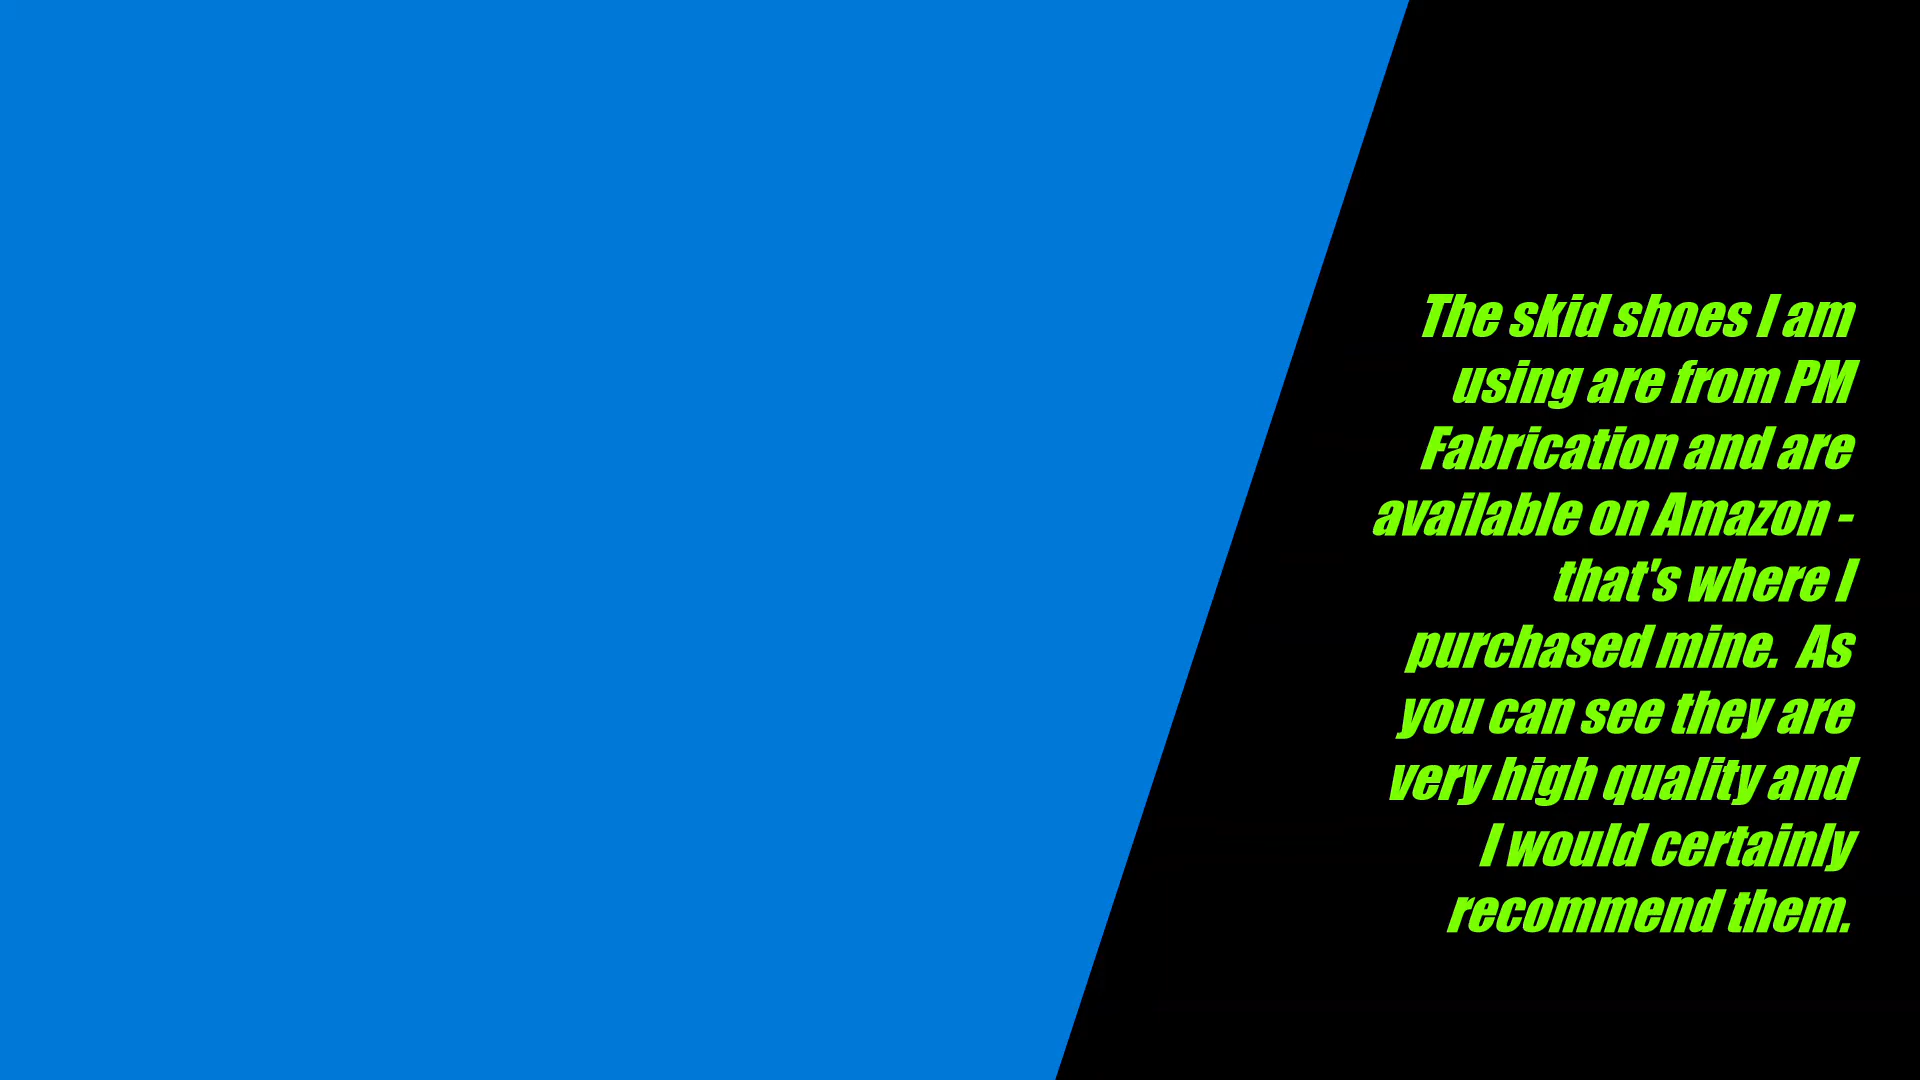 The skid shoes I am
using are from PM
Fabrication and are
available on Amazon -
that's where I
purchased mine.  As
you can see they are
very high quality and
I would certainly
recommend them.